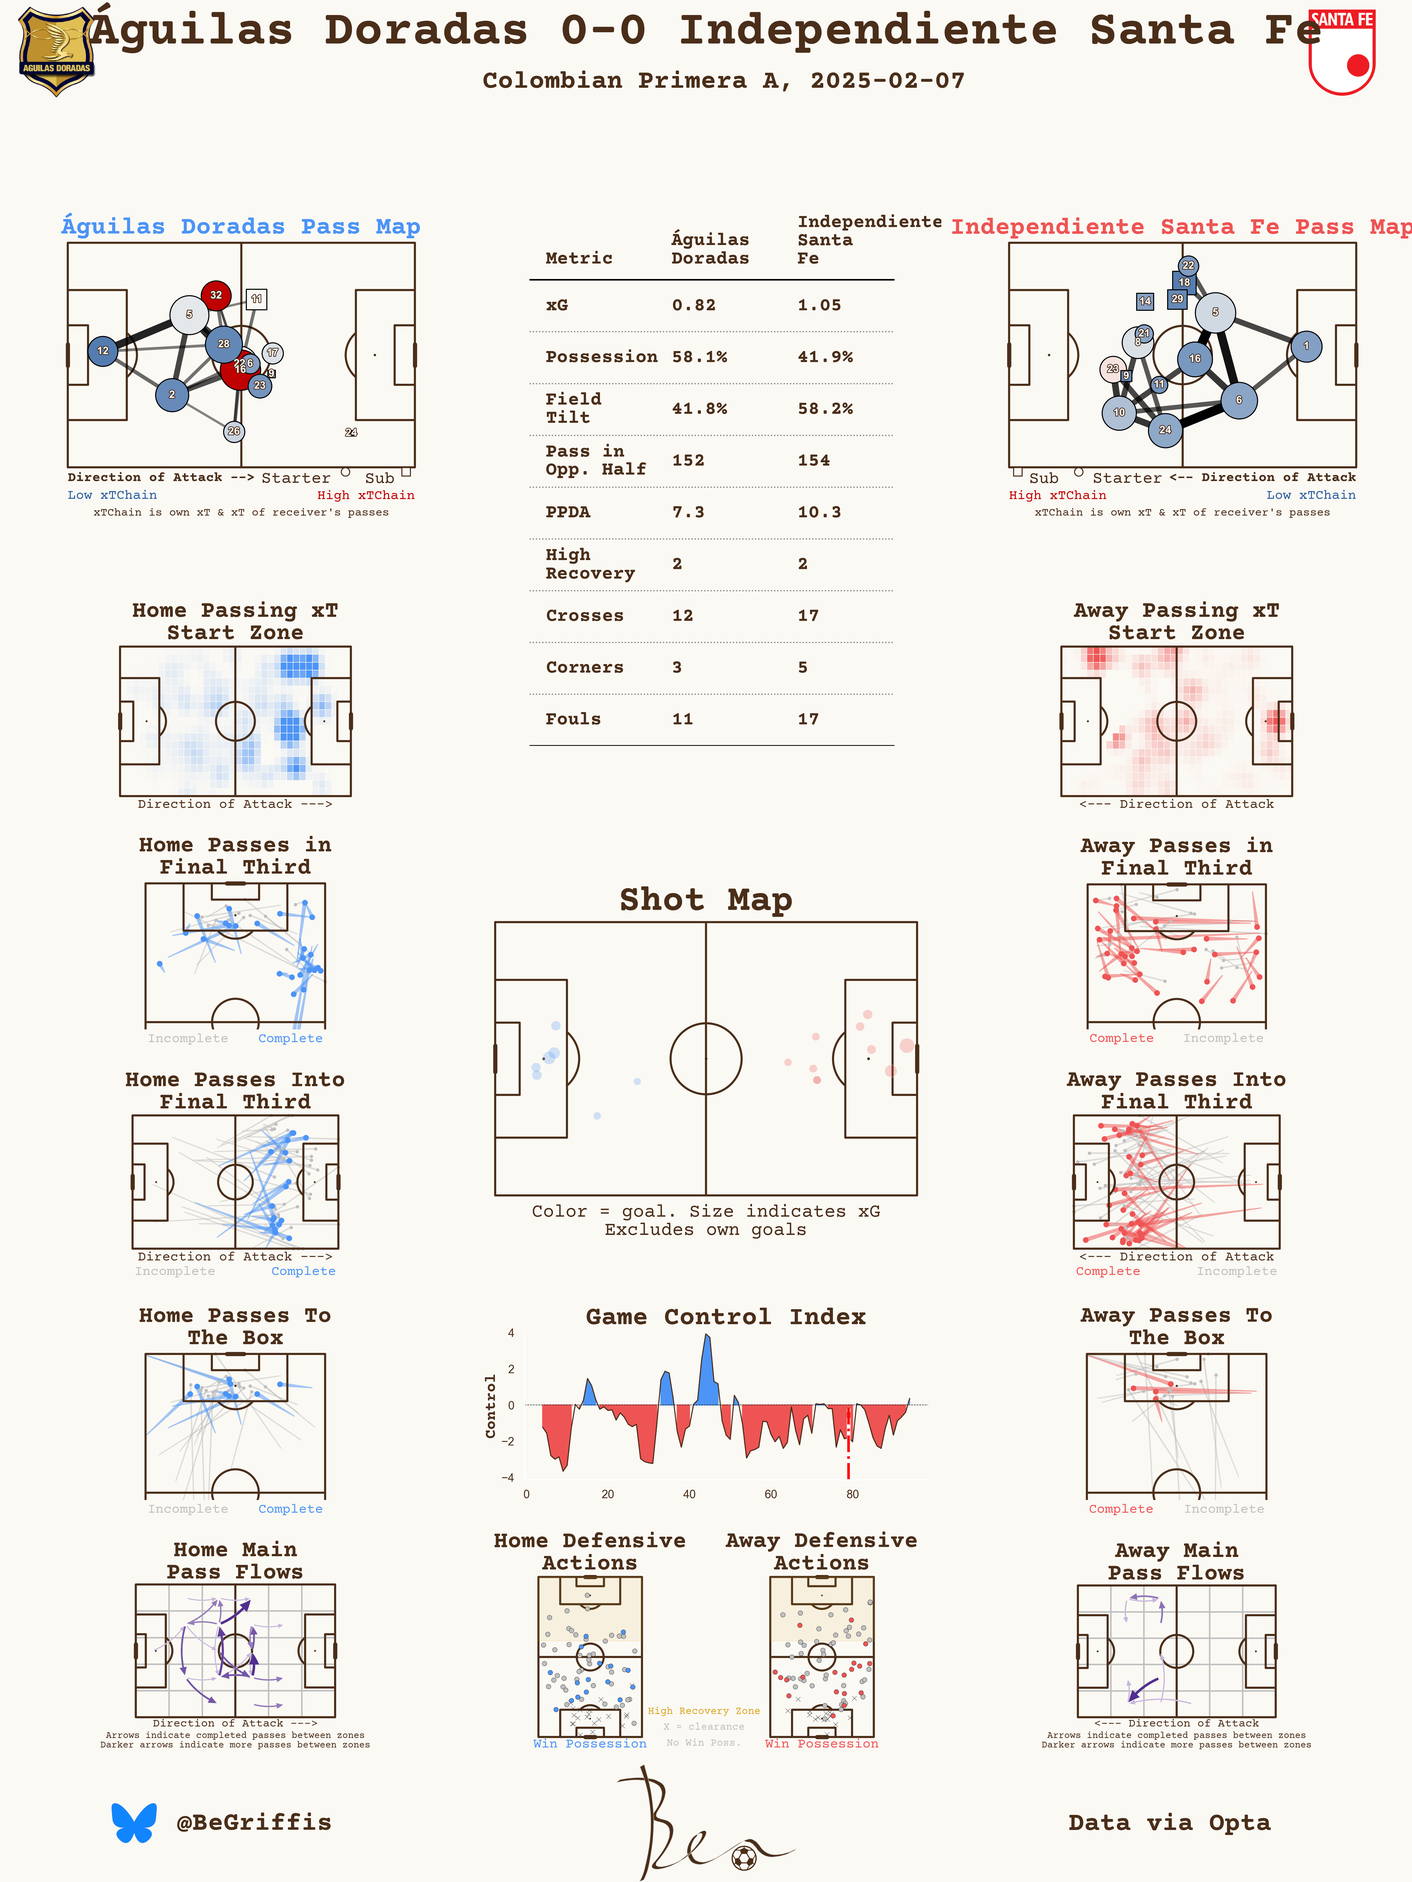 Águilas Doradas 0-0 Independiente Santa Fe
Colombian Primera A, 2025-02-07
AGUILAS DORADAS
SANTA FE
Águilas Doradas Pass Map
32
11
5
28
12
22
6
16
17
9
23
2
26
24
Direction of Attack --> Starter Sub
Low xTChain High xTChain
xTChain is own xT & xT of receiver's passes
Metric Águilas Doradas Independiente Santa Fe
xG 0.82 1.05
Possession 58.1% 41.9%
Field Tilt 41.8% 58.2%
Pass in Opp. Half 152 154
PPDA 7.3 10.3
High Recovery 2 2
Crosses 12 17
Corners 3 5
Fouls 11 17
Independiente Santa Fe Pass Map
22
18
14
29
5
21
8
1
16
23
9
11
10
6
24
Sub Starter <-- Direction of Attack
High xTChain Low xTChain
xTChain is own xT & xT of receiver's passes
Home Passing xT
Start Zone
Direction of Attack --->
Away Passing xT
Start Zone
<--- Direction of Attack
Home Passes in
Final Third
Incomplete Complete
Away Passes in
Final Third
Complete Incomplete
Shot Map
Color = goal. Size indicates xG
Excludes own goals
Home Passes Into
Final Third
Direction of Attack --->
Incomplete Complete
Away Passes Into
Final Third
<--- Direction of Attack
Complete Incomplete
Home Passes To
The Box
Incomplete Complete
Game Control Index
Control
4
2
0
−2
−4
0 20 40 60 80
Away Passes To
The Box
Complete Incomplete
Home Main
Pass Flows
Direction of Attack --->
Arrows indicate completed passes between zones
Darker arrows indicate more passes between zones
Home Defensive
Actions
Win Possession
Away Defensive
Actions
Win Possession
High Recovery Zone
X = clearance
No Win Poss.
Away Main
Pass Flows
<--- Direction of Attack
Arrows indicate completed passes between zones
Darker arrows indicate more passes between zones
@BeGriffis
Data via Opta